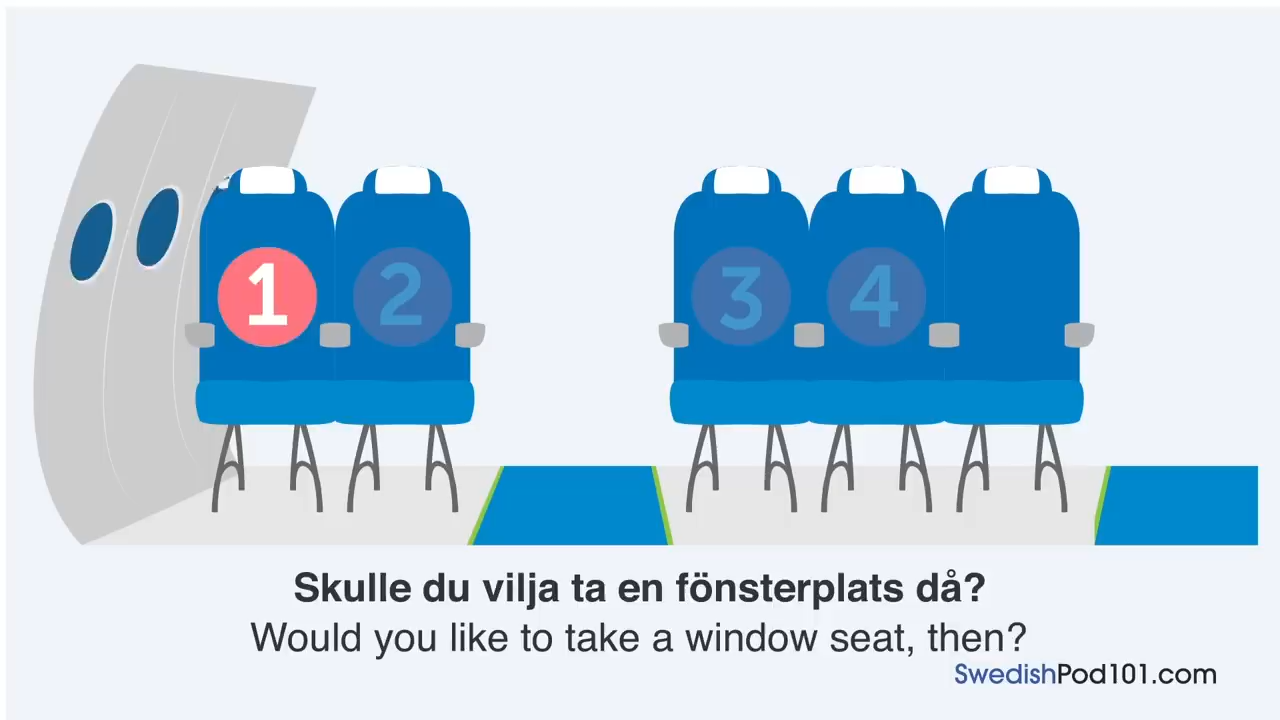 1 2 3 4
Skulle du vilja ta en fönsterplats då?
Would you like to take a window seat, then?
SwedishPod101.com